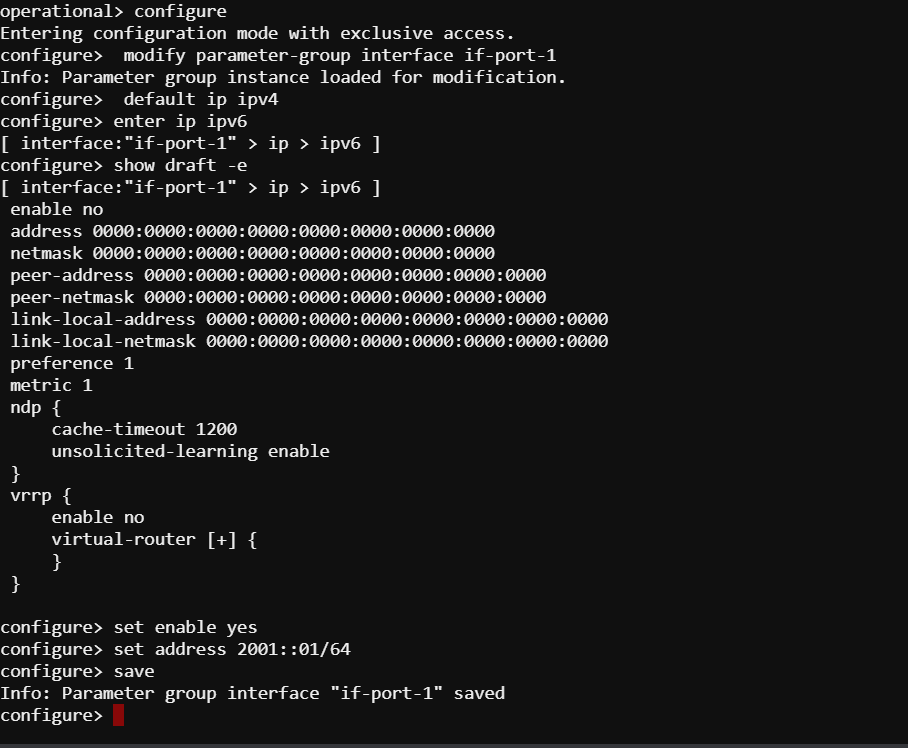 operational> configure
Entering configuration mode with exclusive access.
configure>  modify parameter-group interface if-port-1
Info: Parameter group instance loaded for modification.
configure>  default ip ipv4
configure> enter ip ipv6
[ interface:"if-port-1" > ip > ipv6 ]
configure> show draft -e
[ interface:"if-port-1" > ip > ipv6 ]
 enable no
 address 0000:0000:0000:0000:0000:0000:0000:0000
 netmask 0000:0000:0000:0000:0000:0000:0000:0000
 peer-address 0000:0000:0000:0000:0000:0000:0000:0000
 peer-netmask 0000:0000:0000:0000:0000:0000:0000:0000
 link-local-address 0000:0000:0000:0000:0000:0000:0000:0000
 link-local-netmask 0000:0000:0000:0000:0000:0000:0000:0000
 preference 1
 metric 1
 ndp {
     cache-timeout 1200
     unsolicited-learning enable
 }
 vrrp {
     enable no
     virtual-router [+] {
     }
 }
configure> set enable yes
configure> set address 2001::01/64
configure> save
Info: Parameter group interface "if-port-1" saved
configure>